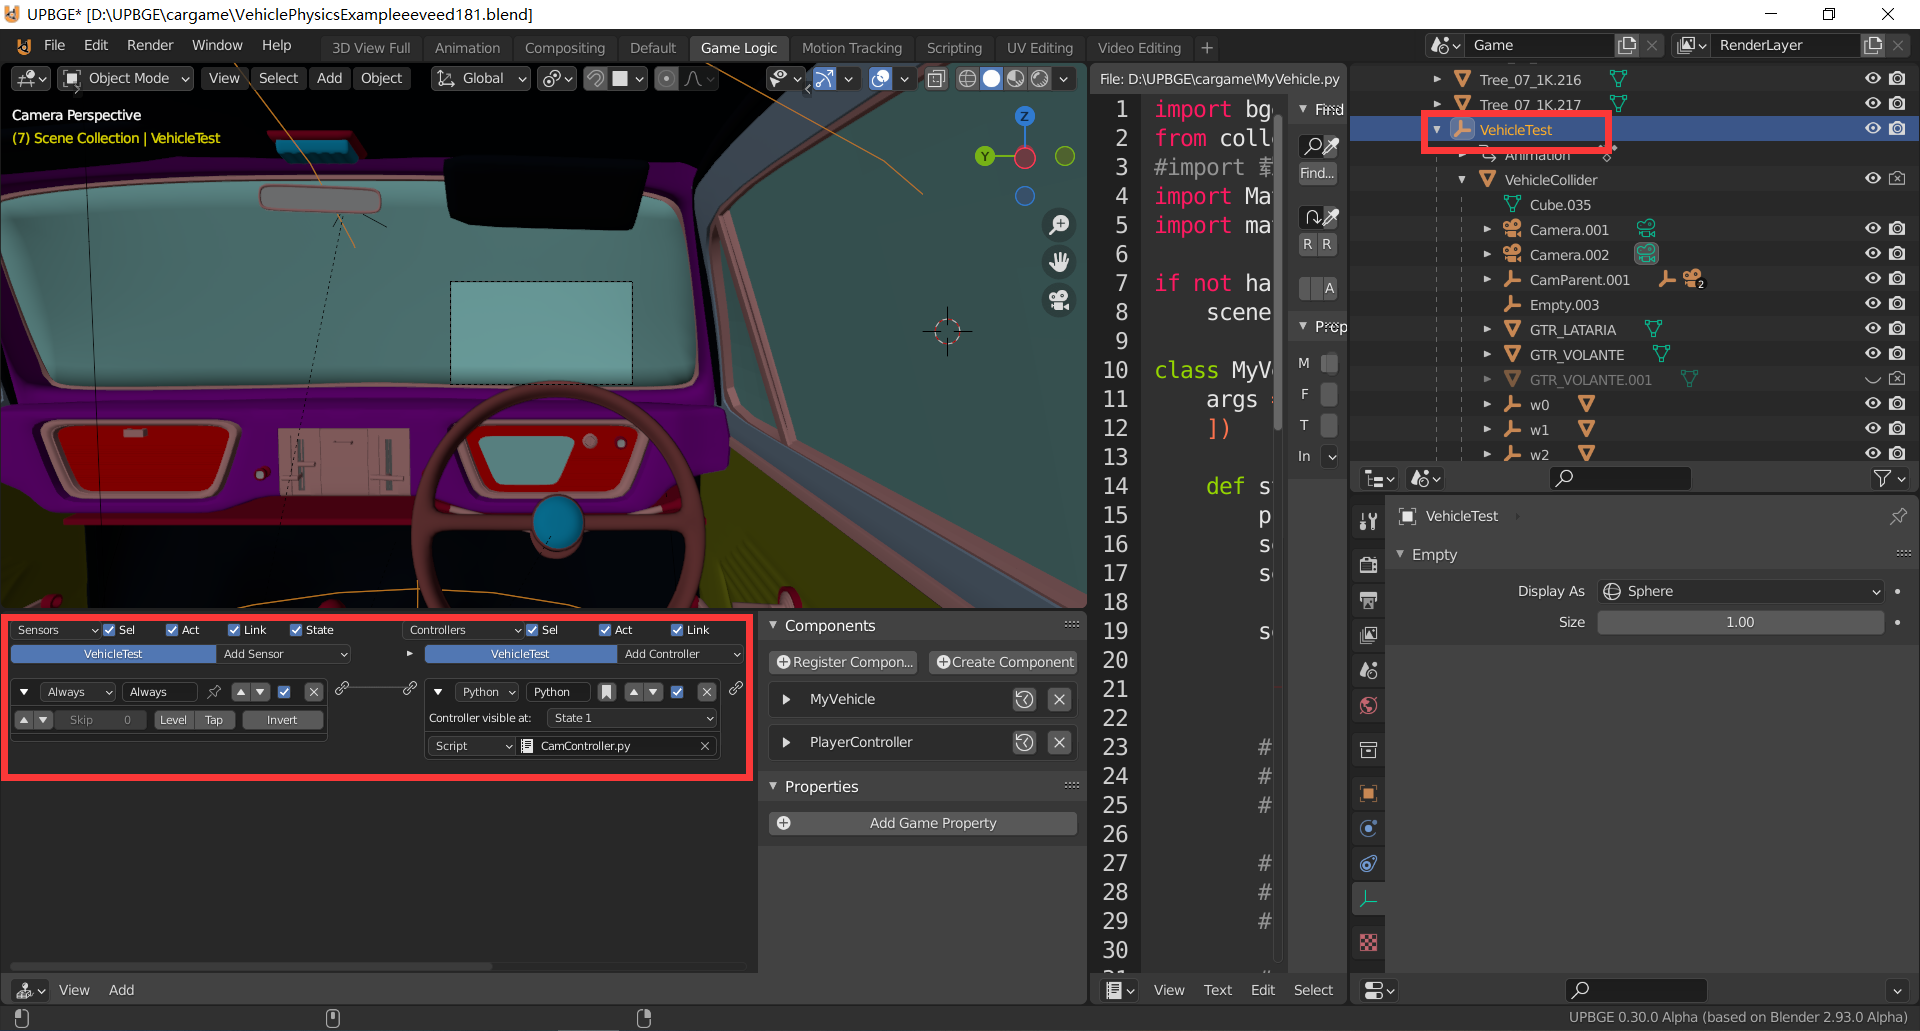 UPBGE* [D:\UPBGE\cargame\VehiclePhysicsExampleeeveed181.blend]
File Edit Render Window Help 3D View Full Animation Compositing Default Game Logic Motion Tracking Scripting UV Editing Video Editing + Game RenderLayer
Object Mode View Select Add Object Global
Camera Perspective
(7) Scene Collection | VehicleTest
Z
Y
File: D:\UPBGE\cargame\MyVehicle.py
1 import bg
2 from coll
3 #import
4 import Ma
5 import ma
6
7 if not ha
8 scene
9
10 class MyV
11 args
12 ])
13
14 def s
15 p
16 s
17 s
18
19 s
20
21
22
23 #
24 #
25 #
26
27 #
28 #
29 #
30
Find
Find...
R R
A
Prop
M
F
T
In
Tree_07_1K.216
Tree_07_1K.217
VehicleTest
Animation
VehicleCollider
Cube.035
Camera.001
Camera.002
CamParent.001 2
Empty.003
GTR_LATARIA
GTR_VOLANTE
GTR_VOLANTE.001
w0
w1
w2
VehicleTest
Empty
Display As Sphere
Size 1.00
Sensors Sel Act Link State Controllers Sel Act Link
VehicleTest Add Sensor VehicleTest Add Controller
Always Always Python Python
Skip 0 Level Tap Invert Controller visible at: State 1
Script CamController.py
Components
Register Compon... Create Component
MyVehicle
PlayerController
Properties
Add Game Property
View Add
View Text Edit Select
UPBGE 0.30.0 Alpha (based on Blender 2.93.0 Alpha)